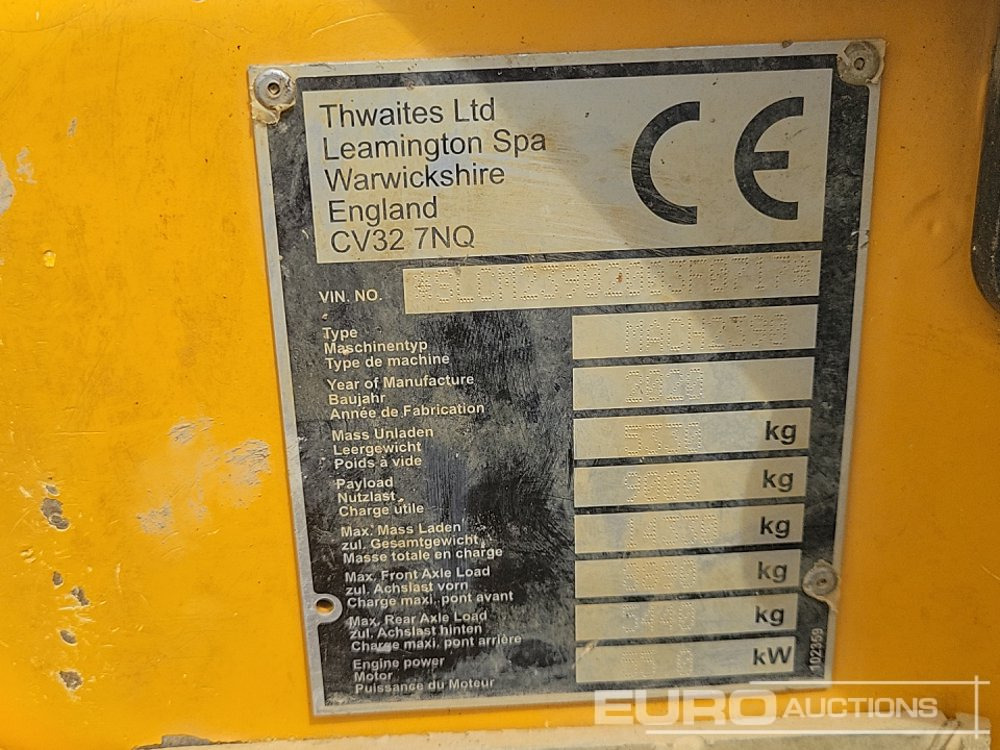 Thwaites Ltd
Leamington Spa
Warwickshire
England
CV32 7NQ
CE
VIN. NO.
Type MACH2590
Maschinentyp
Type de machine
Year of Manufacture 2020
Baujahr
Année de Fabrication
Mass Unladen kg
Leergewicht
Poids à vide
Payload 9000 kg
Nutzlast
Charge utile
Max. Mass Laden kg
zul. Gesamtgewicht
Masse totale en charge
Max. Front Axle Load kg
zul. Achslast vorn
Charge maxi. pont avant
Max. Rear Axle Load kg
zul. Achslast hinten
Charge maxi. pont arrière
Engine power kW
Motor
Puissance du Moteur
102359
EURO AUCTIONS